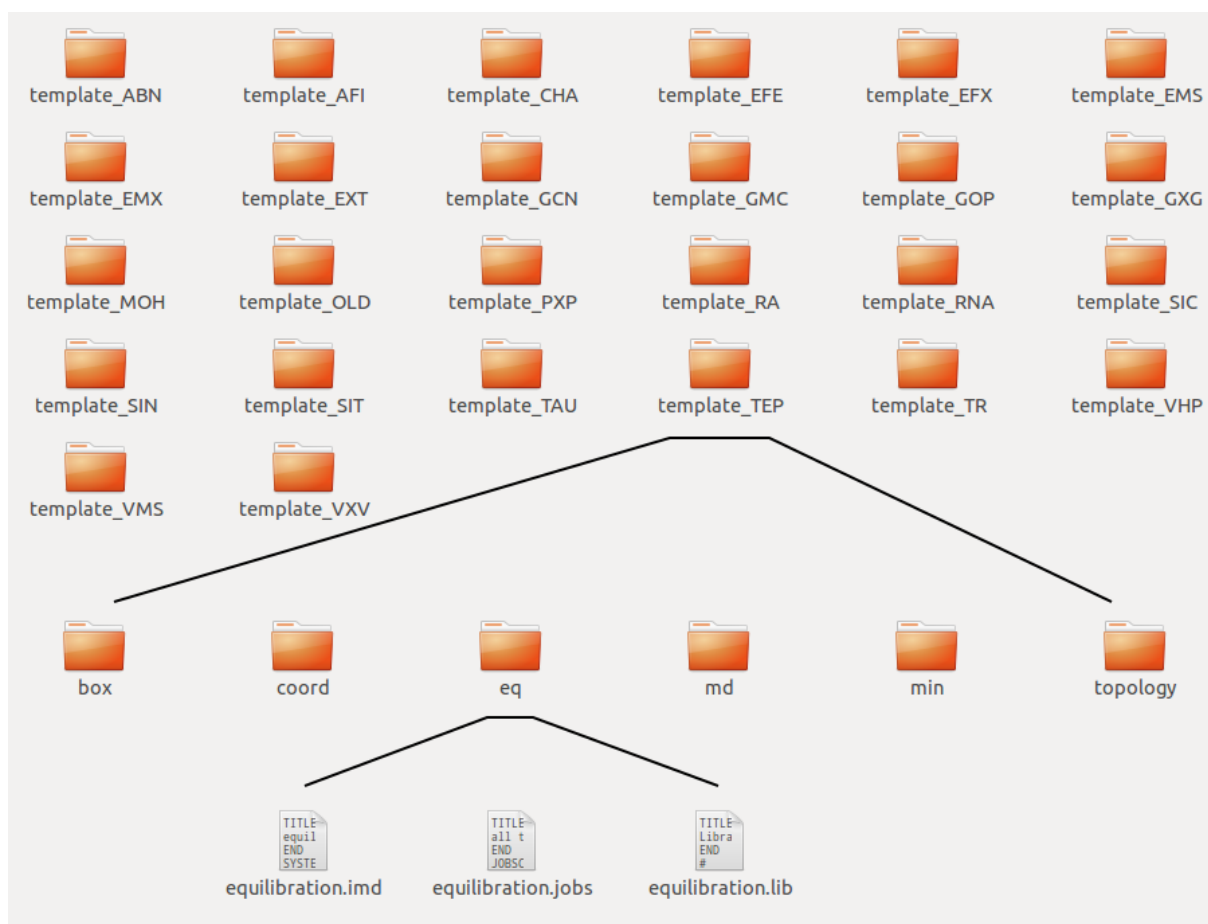 template_ABN template_AFI template_CHA template_EFE template_EFX template_EMS
template_EMX template_EXT template_GCN template_GMC template_GOP template_GXG
template_MOH template_OLD template_PXP template_RA template_RNA template_SIC
template_SIN template_SIT template_TAU template_TEP template_TR template_VHP
template_VMS template_VXV
box coord eq md min topology
TITLE TITLE TITLE
equil all t Libra
END END END
SYSTE JOBSC #
equilibration.imd equilibration.jobs equilibration.lib